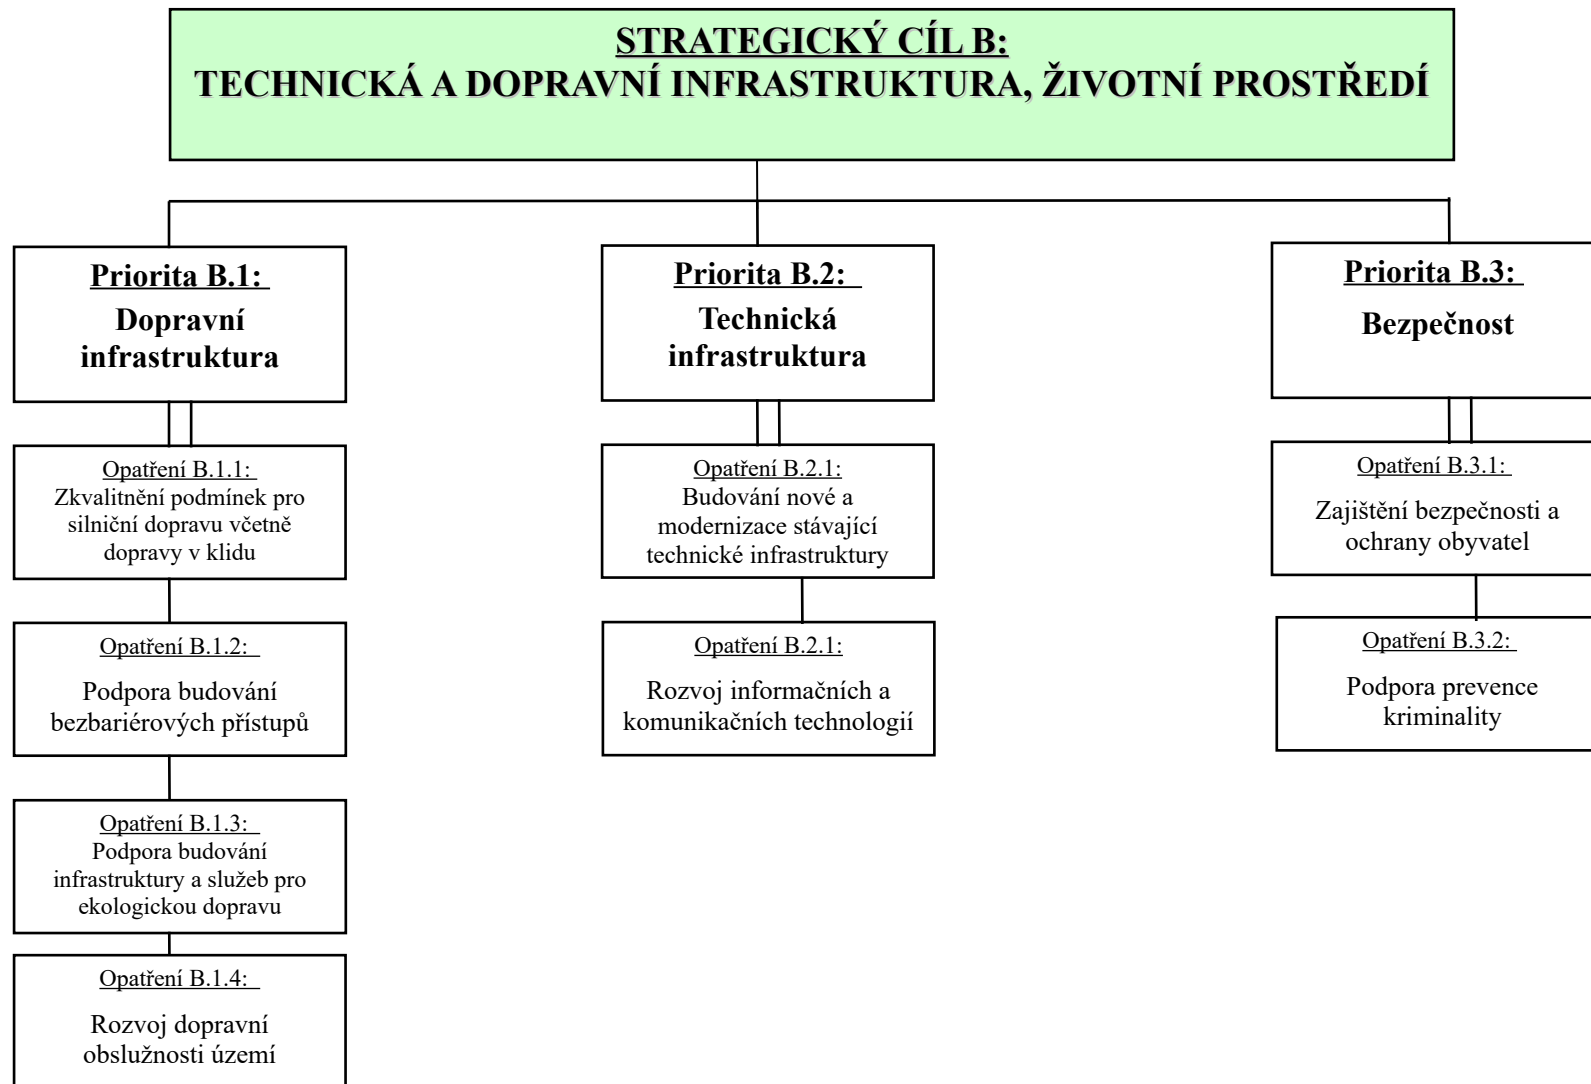 STRATEGICKÝ CÍL B:
TECHNICKÁ A DOPRAVNÍ INFRASTRUKTURA, ŽIVOTNÍ PROSTŘEDÍ
Priorita B.1:
Dopravní
infrastruktura
Opatření B.1.1:
Zkvalitnění podmínek pro
silniční dopravu včetně
dopravy v klidu
Opatření B.1.2:
Podpora budování
bezbariérových přístupů
Opatření B.1.3:
Podpora budování
infrastruktury a služeb pro
ekologickou dopravu
Opatření B.1.4:
Rozvoj dopravní
obslužnosti území
Priorita B.2:
Technická
infrastruktura
Opatření B.2.1:
Budování nové a
modernizace stávající
technické infrastruktury
Opatření B.2.1:
Rozvoj informačních a
komunikačních technologií
Priorita B.3:
Bezpečnost
Opatření B.3.1:
Zajištění bezpečnosti a
ochrany obyvatel
Opatření B.3.2:
Podpora prevence
kriminality